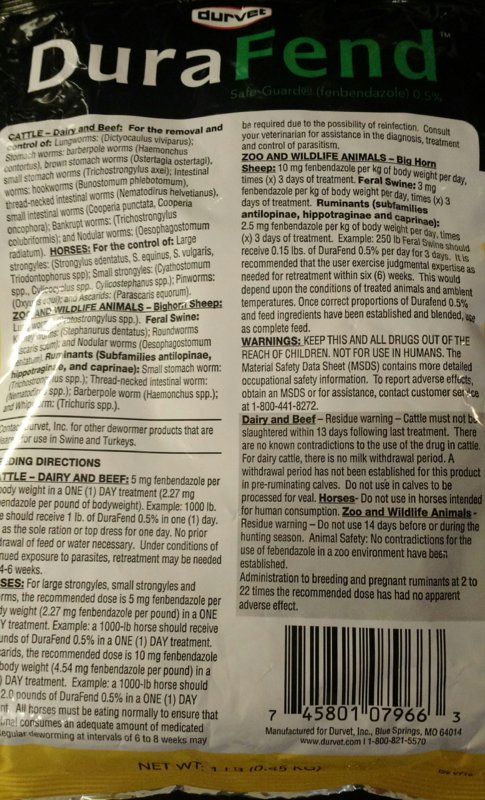 durvet
DuraFend™
Safe-Guard® (fenbendazole) 0.5%
CATTLE – Dairy and Beef: For the removal and
control of: Lungworms: (Dictyocaulus viviparus);
Stomach worms: barberpole worms (Haemonchus
contortus), brown stomach worms (Ostertagia ostertagi),
small stomach worms (Trichostrongylus axei); Intestinal
worms: hookworms (Bunostomum phlebotomum),
thread-necked intestinal worms (Nematodirus helvetianus),
small intestinal worms (Cooperia punctata, Cooperia
oncophora); Bankrupt worms: (Trichostrongylus
colubriformis); and Nodular worms: (Oesophagostomum
radiatum). HORSES: For the control of: Large
strongyles: (Strongylus edentatus, S. equinus, S. vulgaris,
Triodontophorus spp); Small strongyles: (Cyathostomum
spp., Cylicocyclus spp., Cylicostephanus spp.); Pinworms:
(Oxyuris equi); and Ascarids: (Parascaris equorum).
ZOO AND WILDLIFE ANIMALS – Bighorn Sheep:
(Protostrongylus spp.). Feral Swine:
(Stephanurus dentatus); Roundworms
(Ascaris suum); and Nodular worms (Oesophagostomum
dentatum). Ruminants (Subfamilies antilopinae,
hippotraginae, and caprinae): Small stomach worm:
(Trichostrongylus spp.); Thread-necked intestinal worm:
(Nematodirus spp.); Barberpole worm (Haemonchus spp.);
and Whipworm: (Trichuris spp.).
Contact Durvet, Inc. for other dewormer products that are
for use in Swine and Turkeys.
DING DIRECTIONS
TTLE – DAIRY AND BEEF: 5 mg fenbendazole per
body weight in a ONE (1) DAY treatment (2.27 mg
bendazole per pound of bodyweight). Example: 1000 lb.
e should receive 1 lb. of DuraFend 0.5% in one (1) day.
as the sole ration or top dress for one day. No prior
drawal of feed or water necessary. Under conditions of
nued exposure to parasites, retreatment may be needed
4-6 weeks.
SES: For large strongyles, small strongyles and
rms, the recommended dose is 5 mg fenbendazole per
dy weight (2.27 mg fenbendazole per pound) in a ONE
Y treatment. Example: a 1000-lb horse should receive
unds of DuraFend 0.5% in a ONE (1) DAY treatment.
arids, the recommended dose is 10 mg fenbendazole
body weight (4.54 mg fenbendazole per pound) in a
) DAY treatment. Example: a 1000-lb horse should
2.0 pounds of DuraFend 0.5% in a ONE (1) DAY
nt. All horses must be eating normally to ensure that
consumes an adequate amount of medicated
egular deworming at intervals of 6 to 8 weeks may
be required due to the possibility of reinfection. Consult
your veterinarian for assistance in the diagnosis, treatment
and control of parasitism.
ZOO AND WILDLIFE ANIMALS – Big Horn
Sheep: 10 mg fenbendazole per kg of body weight per day,
times (x) 3 days of treatment. Feral Swine: 3 mg
fenbendazole per kg of body weight per day, times (x) 3
days of treatment. Ruminants (subfamilies
antilopinae, hippotraginae and caprinae):
2.5 mg fenbendazole per kg of body weight per day, times
(x) 3 days of treatment. Example: 250 lb Feral Swine should
receive 0.15 lbs. of DuraFend 0.5% per day for 3 days. It is
recommended that the user exercise judgmental expertise as
needed for retreatment within six (6) weeks. This would
depend upon the conditions of treated animals and ambient
temperatures. Once correct proportions of Durafend 0.5%
and feed ingredients have been established and blended, use
as complete feed.
WARNINGS: KEEP THIS AND ALL DRUGS OUT OF THE
REACH OF CHILDREN. NOT FOR USE IN HUMANS. The
Material Safety Data Sheet (MSDS) contains more detailed
occupational safety information. To report adverse effects,
obtain an MSDS or for assistance, contact customer service
at 1-800-441-8272.
Dairy and Beef – Residue warning – Cattle must not be
slaughtered within 13 days following last treatment. There
are no known contradictions to the use of the drug in cattle.
For dairy cattle, there is no milk withdrawal period. A
withdrawal period has not been established for this product
in pre-ruminating calves. Do not use in calves to be
processed for veal. Horses- Do not use in horses intended
for human consumption. Zoo and Wildlife Animals -
Residue warning – Do not use 14 days before or during the
hunting season. Animal Safety: No contradictions for the
use of febendazole in a zoo environment have been
established.
Administration to breeding and pregnant ruminants at 2 to
22 times the recommended dose has had no apparent
adverse effect.
7 45801 07966 3
Manufactured for Durvet, Inc., Blue Springs, MO 64014
www.durvet.com | 1-800-821-5570
NET WT: 1 LB (0.45 KG)